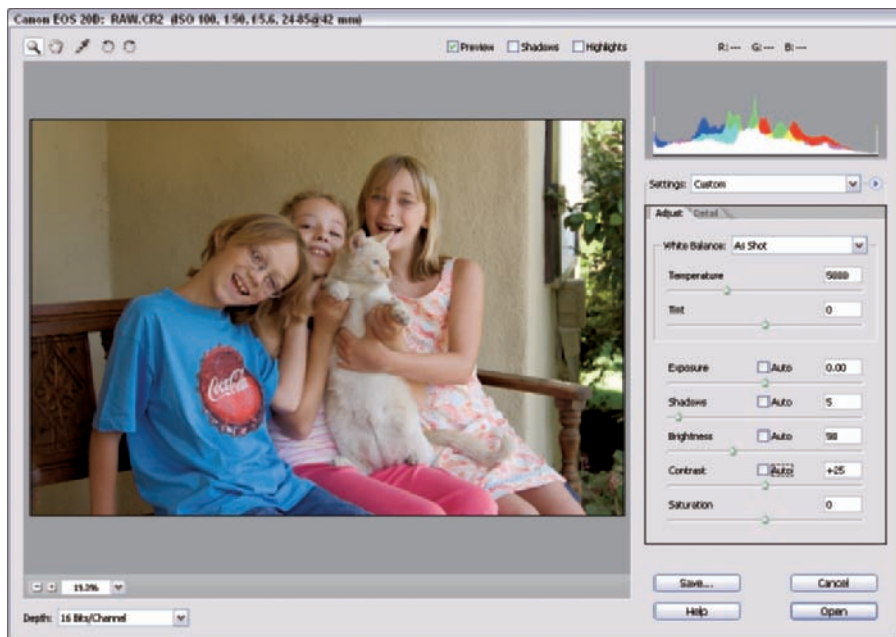 Canon EOS 20D: RAW.CR2 (ISO 100, 1/50, f/5.6, 24-85@42 mm)
Preview Shadows Highlights R: --- G: --- B: ---
Settings: Custom
Adjust Detail
White Balance: As Shot
Temperature
Tint 0
Exposure Auto 0.00
Shadows Auto 5
Brightness Auto 50
Contrast Auto +25
Saturation 0
Coca-Cola
Save... Cancel
Depth: 16 Bits/Channel Help Open